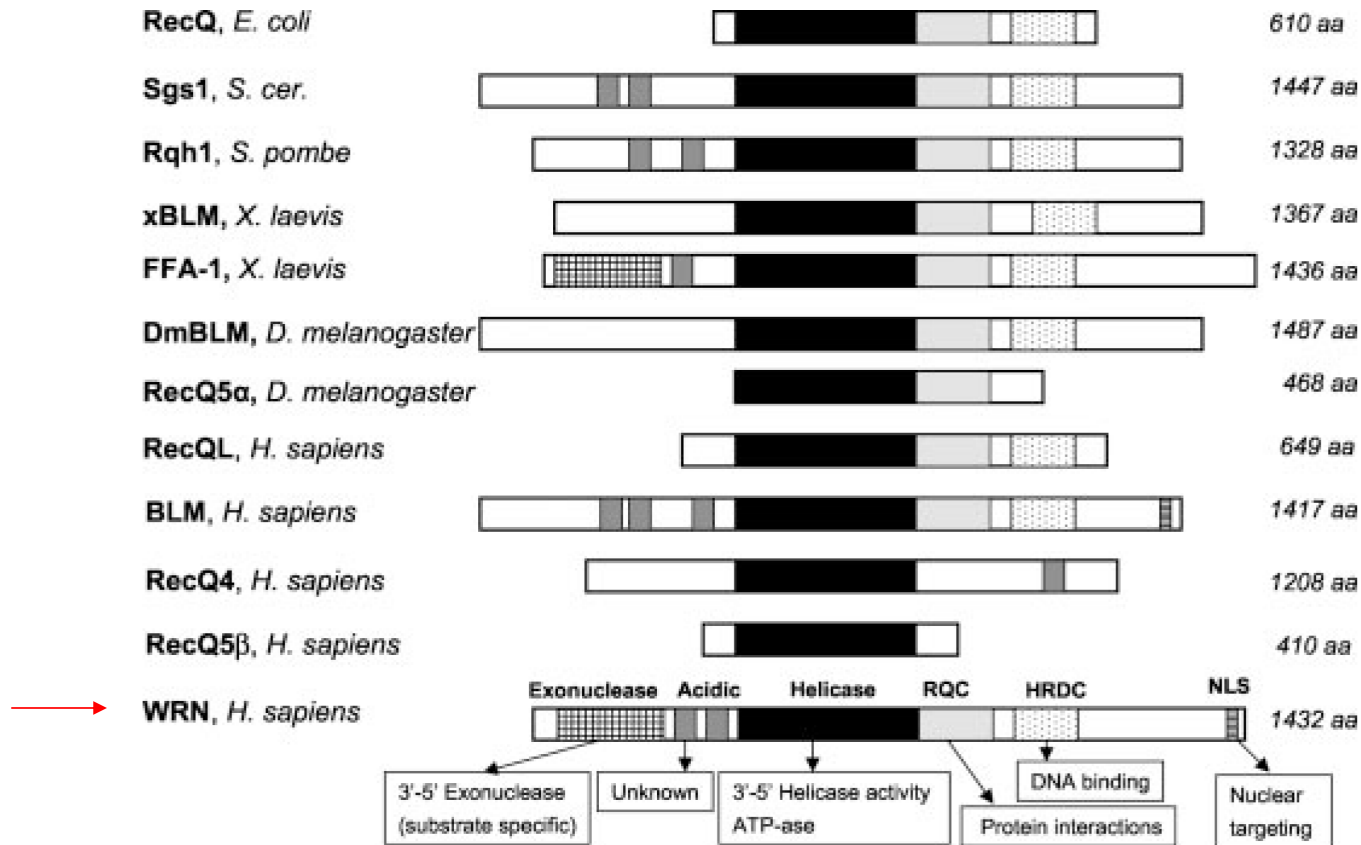 RecQ, E. coli 610 aa
Sgs1, S. cer. 1447 aa
Rqh1, S. pombe 1328 aa
xBLM, X. laevis 1367 aa
FFA-1, X. laevis 1436 aa
DmBLM, D. melanogaster 1487 aa
RecQ5α, D. melanogaster 468 aa
RecQL, H. sapiens 649 aa
BLM, H. sapiens 1417 aa
RecQ4, H. sapiens 1208 aa
RecQ5β, H. sapiens 410 aa
Exonuclease Acidic Helicase RQC HRDC NLS
WRN, H. sapiens 1432 aa
3'-5' Exonuclease
(substrate specific)
Unknown
3'-5' Helicase activity
ATP-ase
Protein interactions
DNA binding
Nuclear
targeting